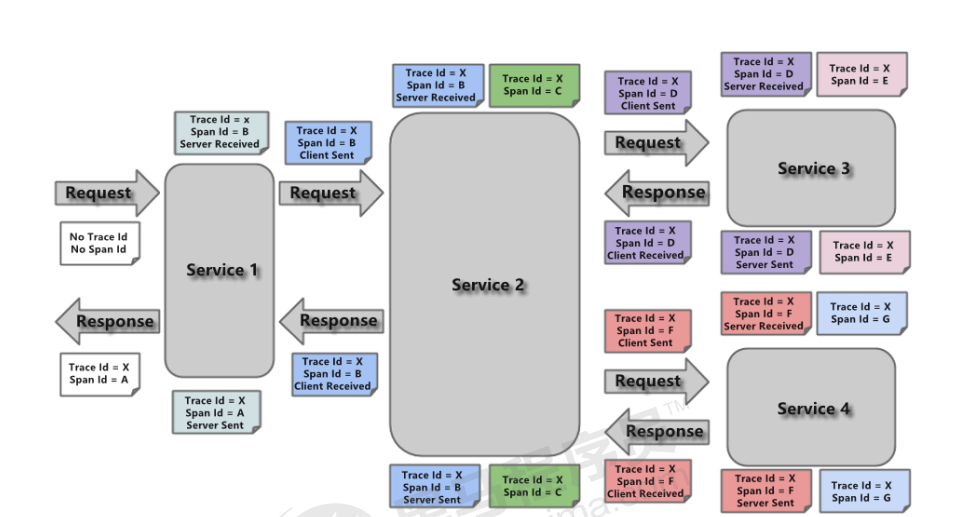 Trace Id = X
Span Id = B
Server Received
Trace Id = X
Span Id = C
Trace Id = X
Span Id = D
Client Sent
Trace Id = X
Span Id = D
Server Received
Trace Id = X
Span Id = E
Trace Id = x
Span Id = B
Server Received
Trace Id = X
Span Id = B
Client Sent
Request
Service 3
Request
Request
Response
No Trace Id
No Span Id
Trace Id = X
Span Id = D
Client Received
Trace Id = X
Span Id = D
Server Sent
Trace Id = X
Span Id = E
Service 1
Service 2
Response
Response
Trace Id = X
Span Id = F
Client Sent
Trace Id = X
Span Id = F
Server Received
Trace Id = X
Span Id = G
Trace Id = X
Span Id = A
Trace Id = X
Span Id = B
Client Received
Request
Service 4
Trace Id = X
Span Id = A
Server Sent
Response
Trace Id = X
Span Id = B
Server Sent
Trace Id = X
Span Id = C
Trace Id = X
Span Id = F
Client Received
Trace Id = X
Span Id = F
Server Sent
Trace Id = X
Span Id = G